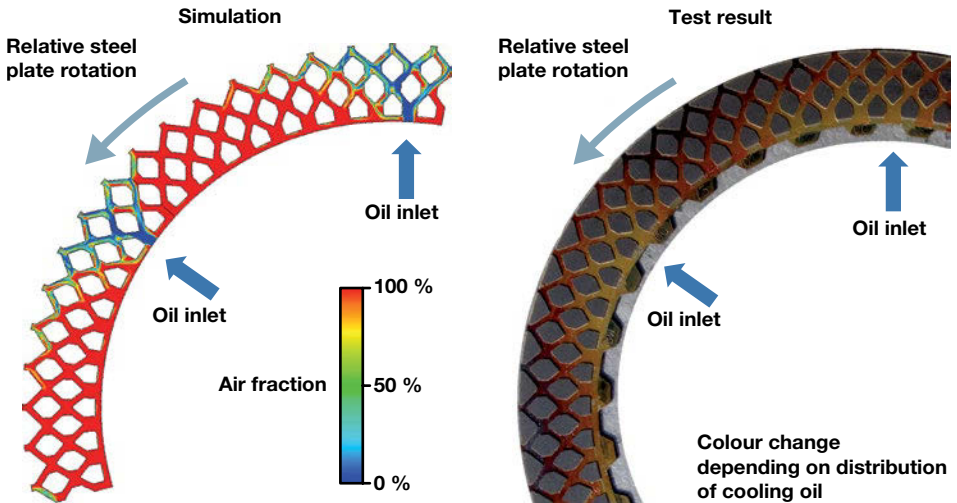 Simulation
Relative steel
plate rotation
Oil inlet
Oil inlet
100 %
Air fraction
50 %
0 %
Test result
Relative steel
plate rotation
Oil inlet
Oil inlet
Colour change
depending on distribution
of cooling oil